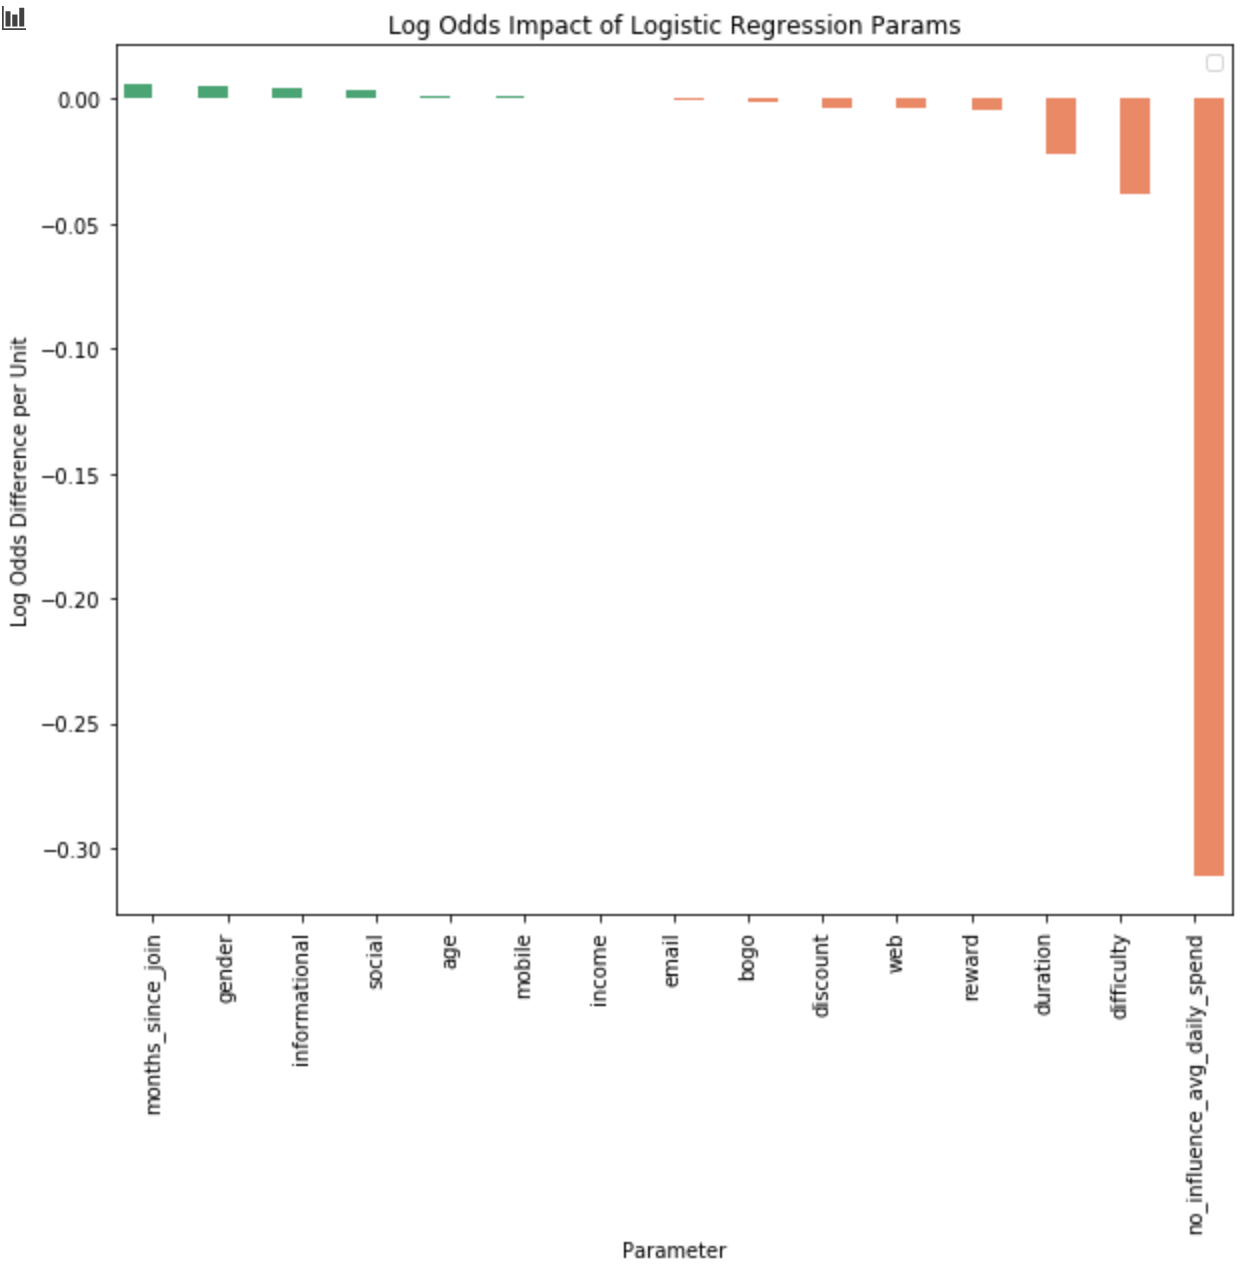 Log Odds Impact of Logistic Regression Params
0.00
−0.05
−0.10
−0.15
−0.20
−0.25
−0.30
Log Odds Difference per Unit
months_since_join
gender
informational
social
age
mobile
income
email
bogo
discount
web
reward
duration
difficulty
no_influence_avg_daily_spend
Parameter